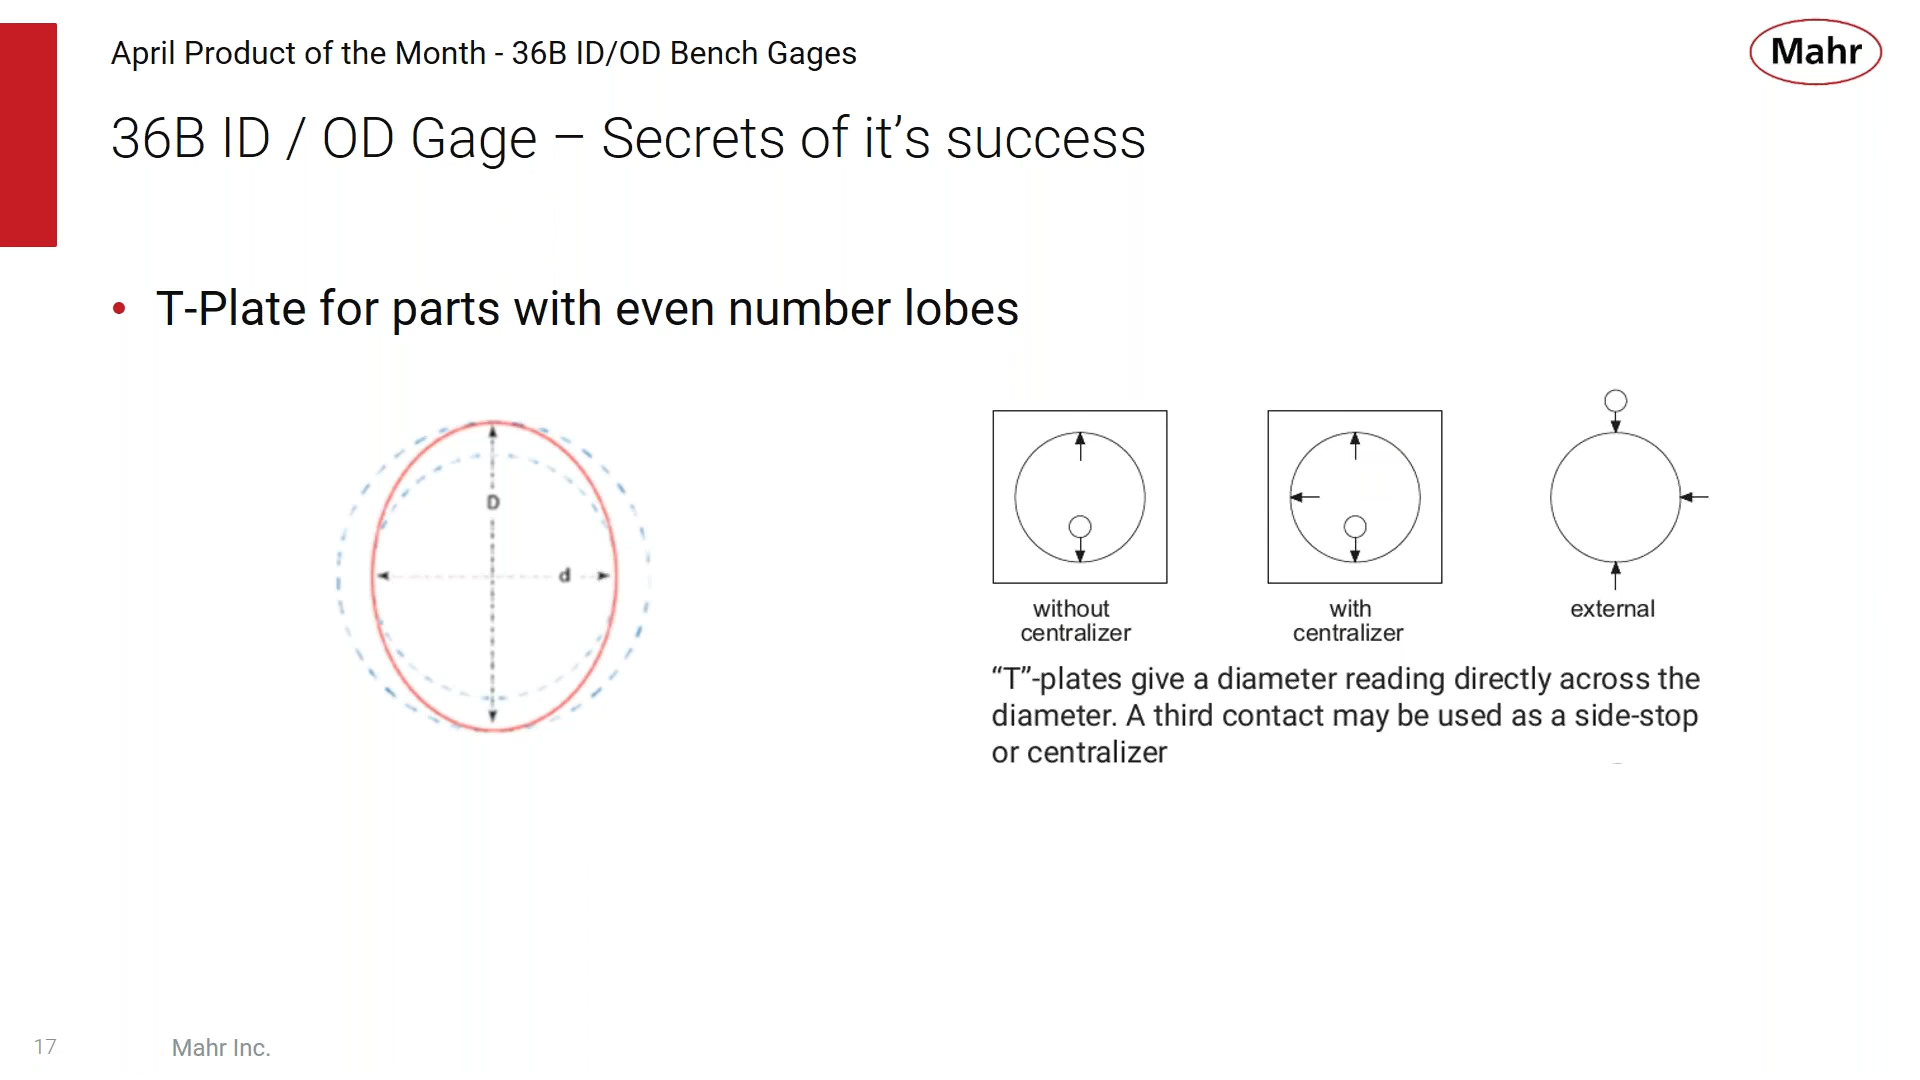 April Product of the Month - 36B ID/OD Bench Gages
Mahr
36B ID / OD Gage – Secrets of it’s success
• T-Plate for parts with even number lobes
D
d
without
centralizer
with
centralizer
external
“T”-plates give a diameter reading directly across the
diameter. A third contact may be used as a side-stop
or centralizer
17
Mahr Inc.